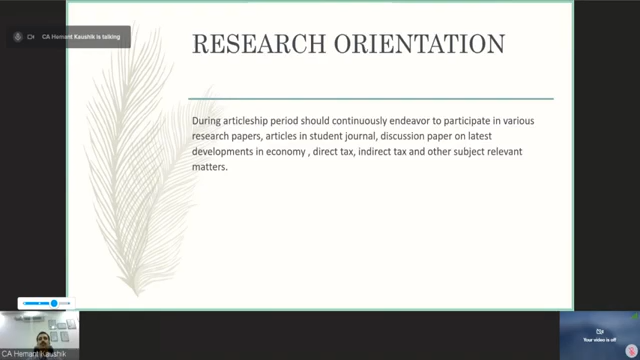 CA Hemant Kaushik is talking
RESEARCH ORIENTATION
During articleship period should continuously endeavor to participate in various
research papers, articles in student journal, discussion paper on latest
developments in economy , direct tax, indirect tax and other subject relevant
matters.
CA Hemant Kaushik
Your video is off